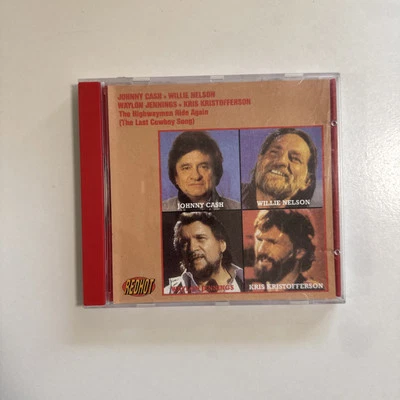 JOHNNY CASH • WILLIE NELSON
WAYLON JENNINGS • KRIS KRISTOFFERSON
The Highwaymen Ride Again
(The Last Cowboy Song)
JOHNNY CASH
WILLIE NELSON
JENNINGS
KRIS KRISTOFFERSON
REDHOT